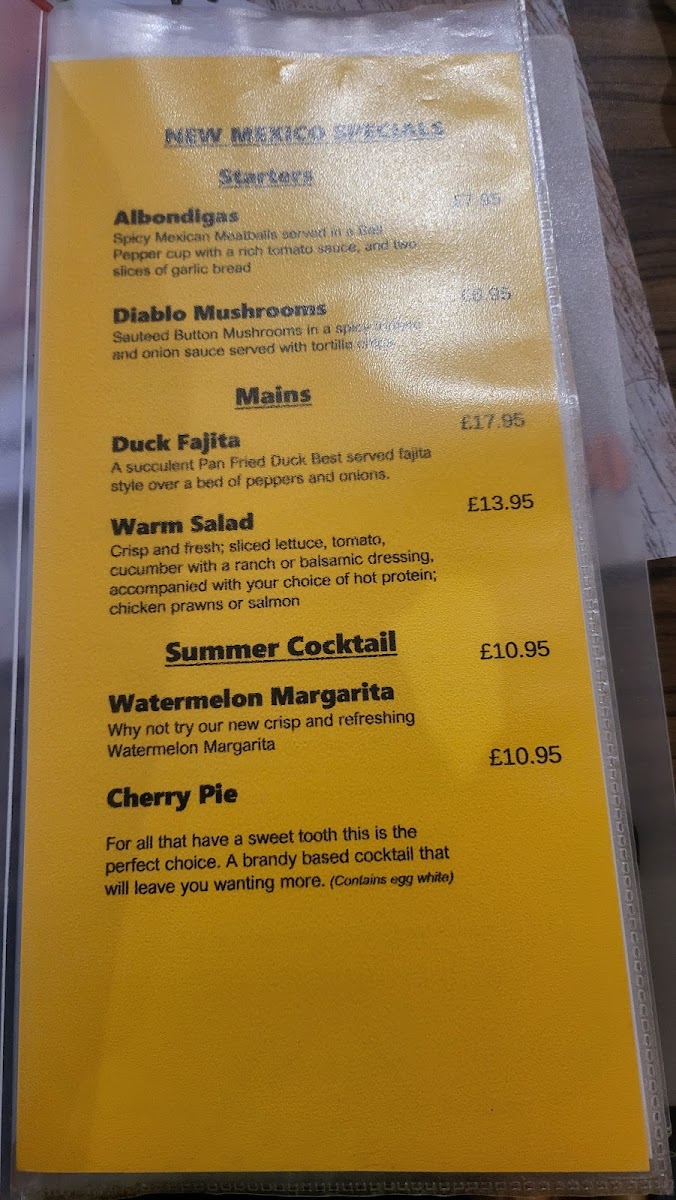 NEW MEXICO SPECIALS
Starters
Albondigas
£7.95
Spicy Mexican Meatballs served in a Bell
Pepper cup with a rich tomato sauce, and two
slices of garlic bread
Diablo Mushrooms
.95
Sauteed Button Mushrooms in a spicy tomato
and onion sauce served with tortilla chips
Mains
Duck Fajita
£17.95
A succulent Pan Fried Duck Best served fajita
style over a bed of peppers and onions.
Warm Salad
£13.95
Crisp and fresh; sliced lettuce, tomato,
cucumber with a ranch or balsamic dressing,
accompanied with your choice of hot protein;
chicken prawns or salmon
Summer Cocktail
£10.95
Watermelon Margarita
Why not try our new crisp and refreshing
Watermelon Margarita
£10.95
Cherry Pie
For all that have a sweet tooth this is the
perfect choice. A brandy based cocktail that
will leave you wanting more. (Contains egg white)